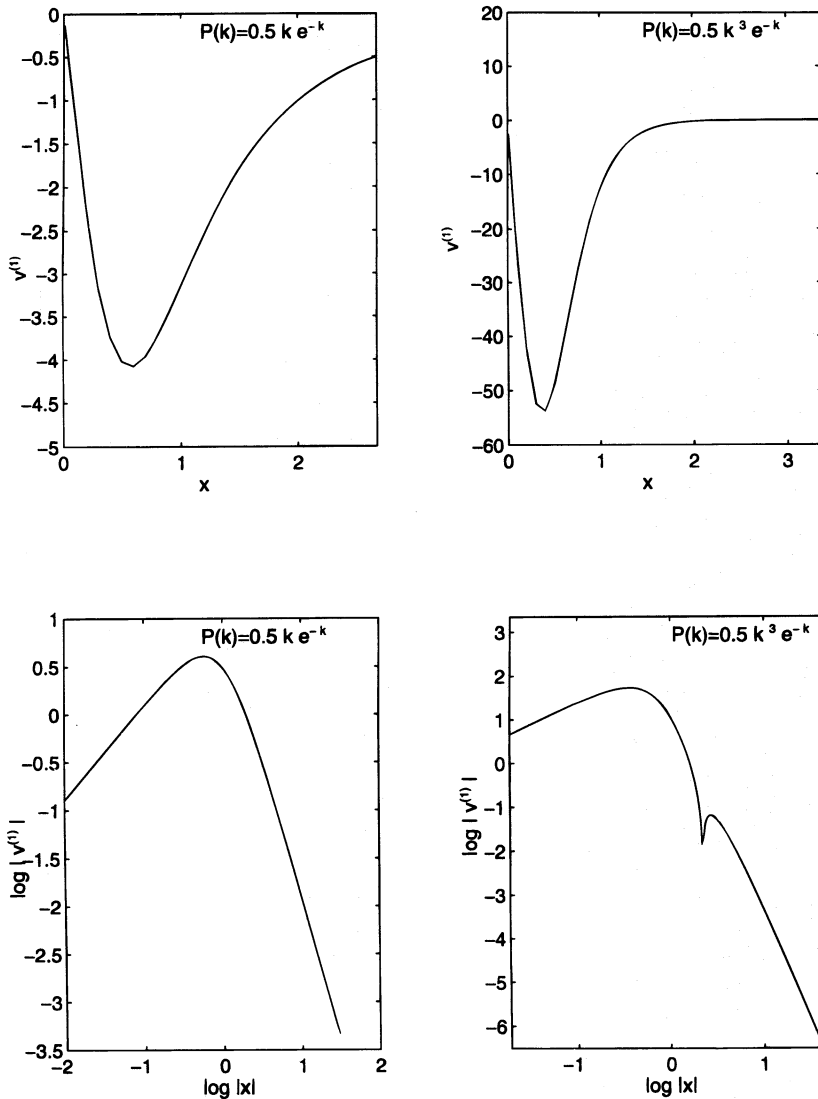 P(k)=0.5 k e^{-k}
0
-0.5
-1
-1.5
-2
-2.5
-3
-3.5
-4
-4.5
-5
v^{(1)}
0 1 2
x
P(k)=0.5 k^3 e^{-k}
20
10
0
-10
-20
-30
-40
-50
-60
v^{(1)}
0 1 2 3
x
P(k)=0.5 k e^{-k}
1
0.5
0
-0.5
-1
-1.5
-2
-2.5
-3
-3.5
log | v^{(1)} |
-2 -1 0 1 2
log |x|
P(k)=0.5 k^3 e^{-k}
3
2
1
0
-1
-2
-3
-4
-5
-6
log | v^{(1)} |
-1 0 1
log |x|